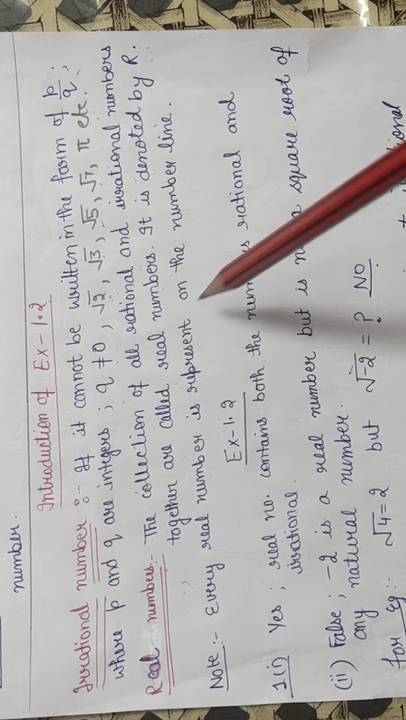 number.
Introduction of Ex-1.2
Irrational number :- If it cannot be written in the form of p/q ;
where p and q are integers ; q ≠ 0 , √2, √3, √5, √7, π etc.
Real numbers:- The collection of all rational and irrational numbers
together are called real numbers. It is denoted by R.
Note:- Every real number is represent on the number line.
Ex-1.2
1.(i) Yes ; real no. contains both the rational and
irrational.
(ii) False ; -2 is a real number but is square root of
any natural number.
For Eg:- √4 = 2 but √-2 = ? NO